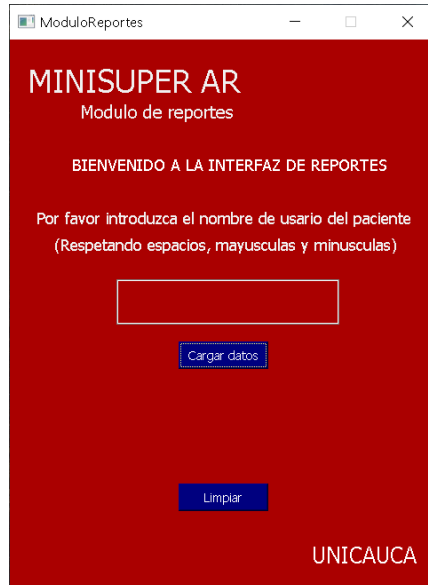 ModuloReportes
MINISUPER AR
Modulo de reportes
BIENVENIDO A LA INTERFAZ DE REPORTES
Por favor introduzca el nombre de usario del paciente
(Respetando espacios, mayusculas y minusculas)
Cargar datos
Limpiar
UNICAUCA